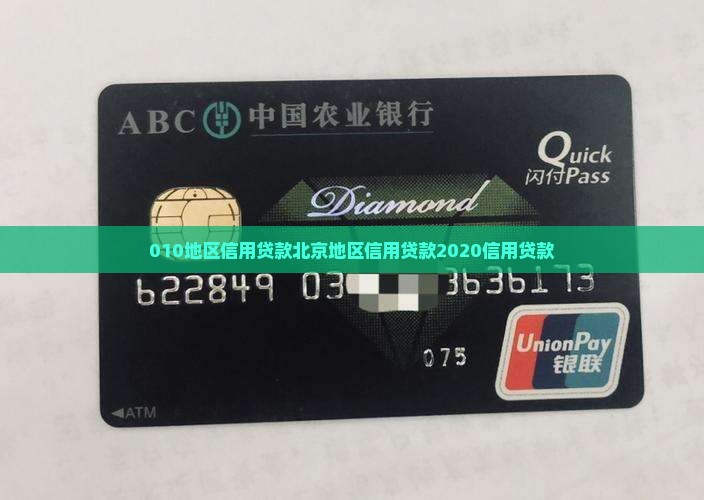 ABC 中国农业银行
Quick
闪付Pass
Diamond
010地区信用贷款北京地区信用贷款2020信用贷款
622849 03 3636173
075
UnionPay
银联
◀ATM